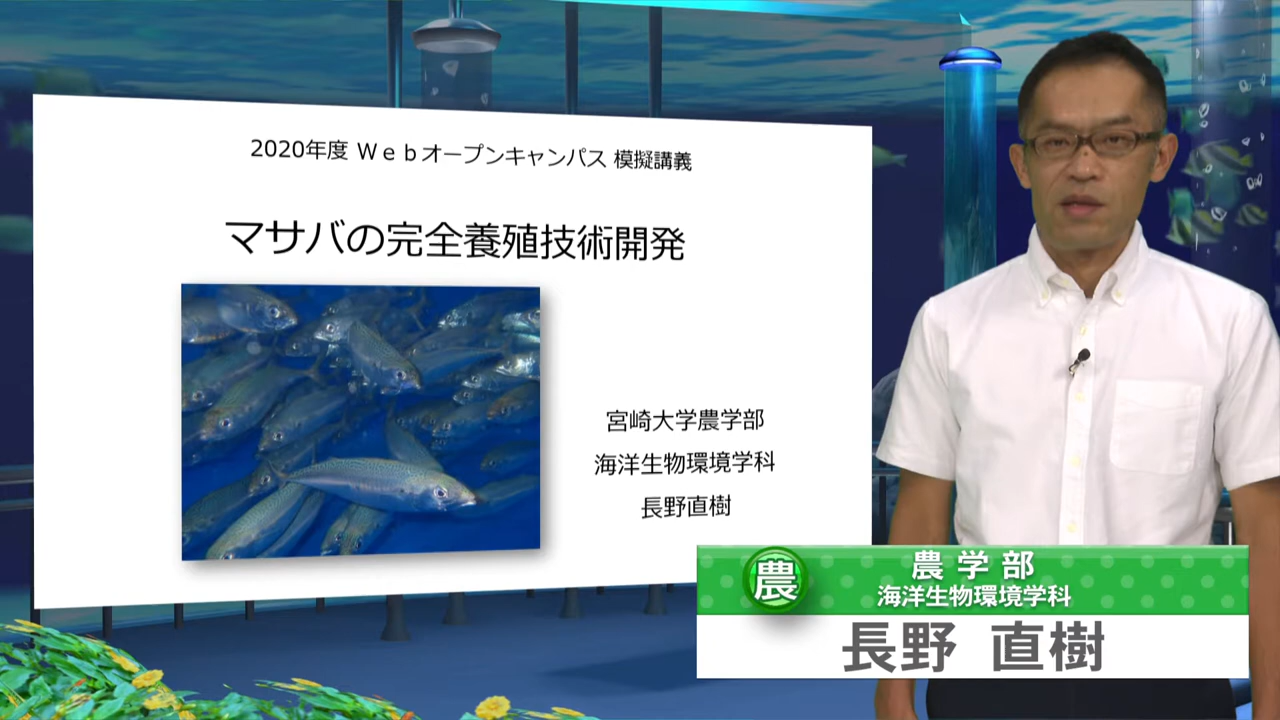 2020年度 Ｗｅｂオープンキャンパス 模擬講義
マサバの完全養殖技術開発
宮崎大学農学部
海洋生物環境学科
長野直樹
農
農学部
海洋生物環境学科
長野 直樹